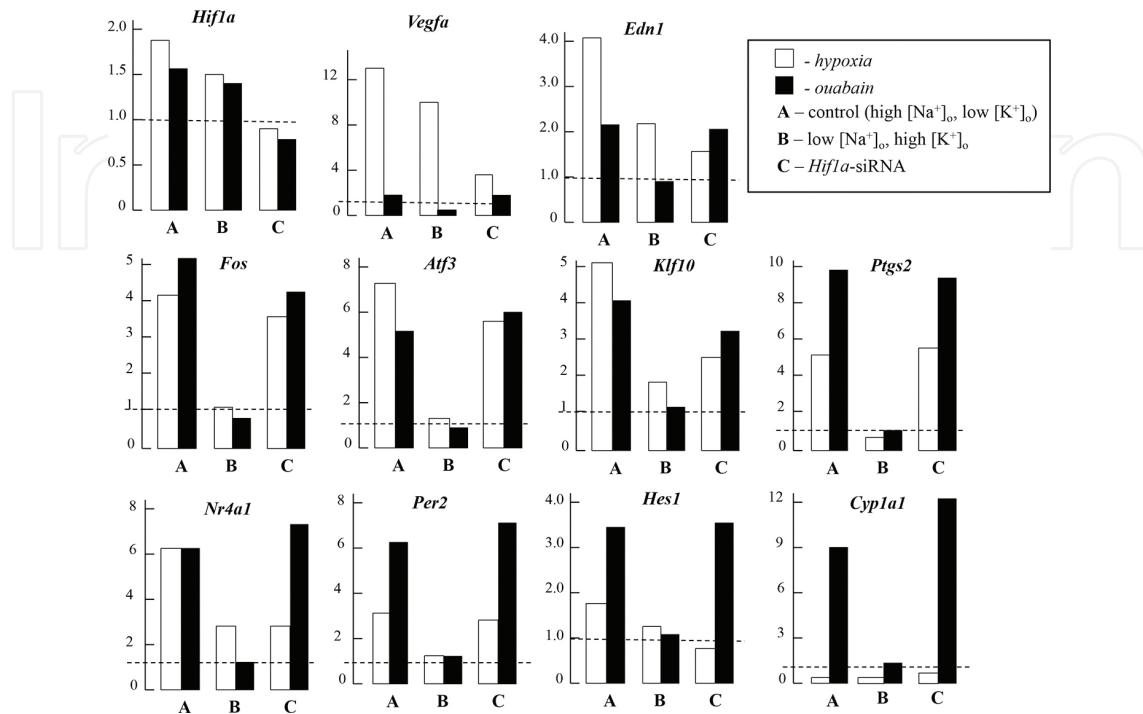 Hif1a
2.0
1.5
1.0
0.5
0
A B C
Vegfa
12
8
4
0
A B C
Edn1
4.0
3.0
2.0
1.0
0
A B C
- hypoxia
- ouabain
A – control (high [Na⁺]ₒ, low [K⁺]ₒ)
B – low [Na⁺]ₒ, high [K⁺]ₒ
C – Hif1a-siRNA
Fos
5
4
3
2
1
0
A B C
Atf3
8
6
4
2
0
A B C
Klf10
5
4
3
2
1
0
A B C
Ptgs2
10
8
6
4
2
0
A B C
Nr4a1
8
6
4
2
0
A B C
Per2
8
6
4
2
0
A B C
Hes1
4.0
3.0
2.0
1.0
0
A B C
Cyp1a1
12
9
6
3
0
A B C